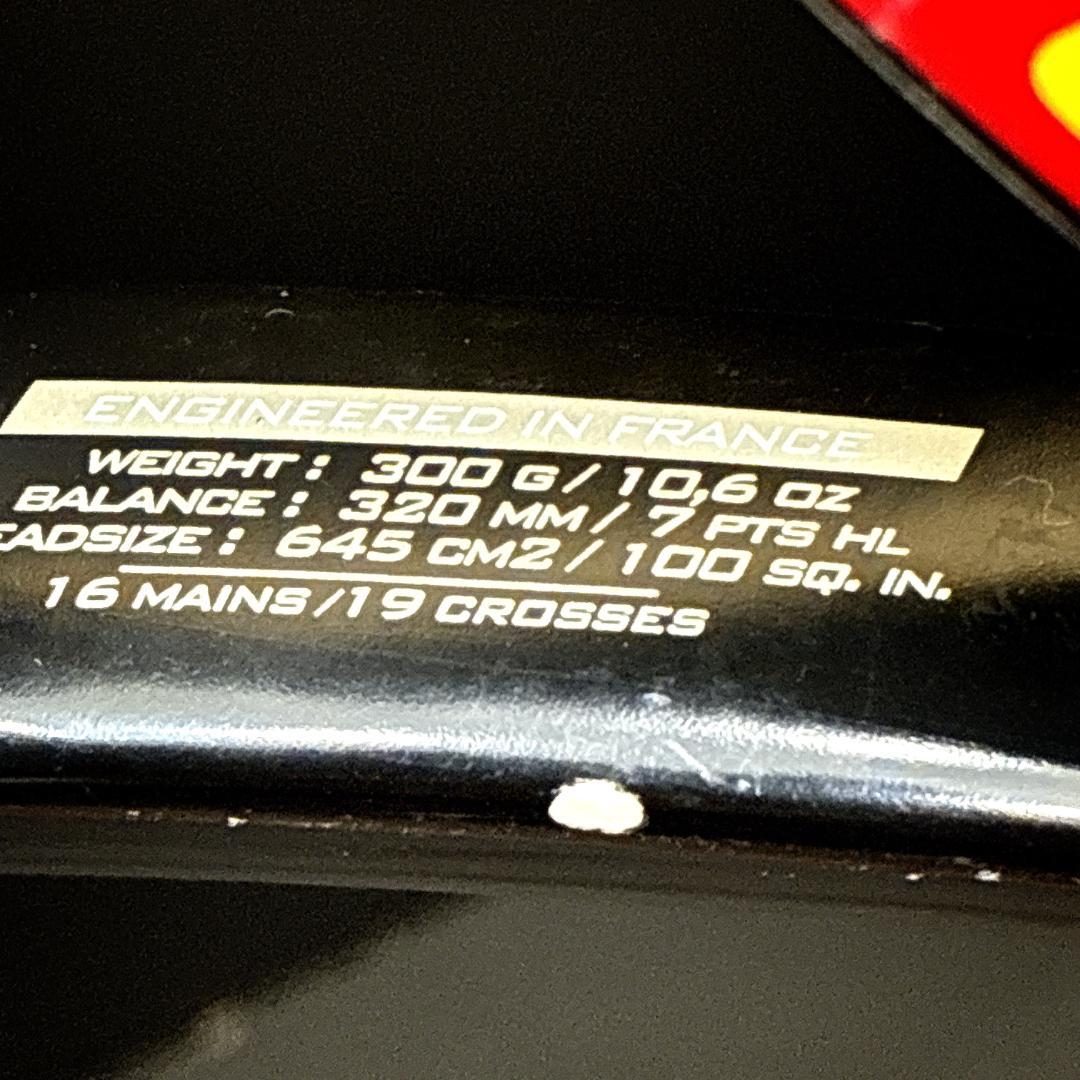 ENGINEERED IN FRANCE
WEIGHT : 300 G / 10,6 OZ
BALANCE : 320 MM / 7 PTS HL
EADSIZE : 645 CM2 / 100 SQ. IN.
16 MAINS / 19 CROSSES